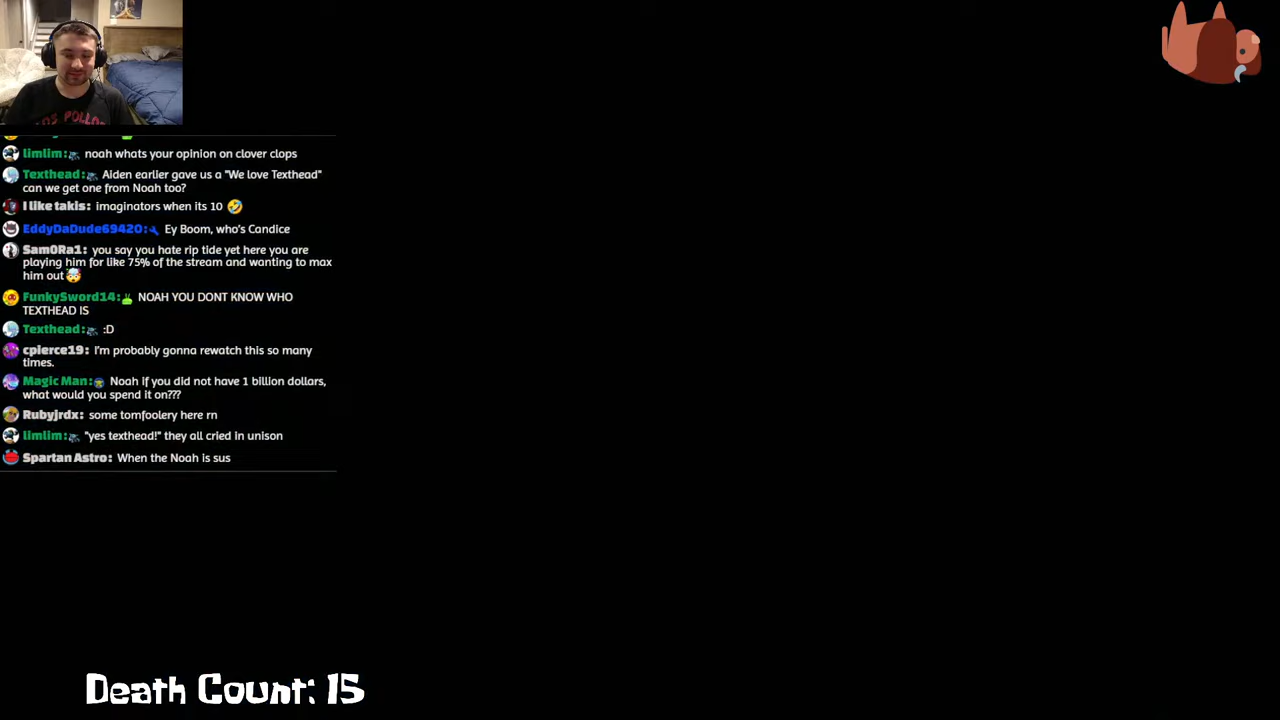 limlim: noah whats your opinion on clover clops
Texthead: Aiden earlier gave us a "We love Texthead"
can we get one from Noah too?
I like takis: imaginators when its 10 🤣
EddyDaDude69420: Ey Boom, who's Candice
Sam0Ra1: you say you hate rip tide yet here you are
playing him for like 75% of the stream and wanting to max
him out🤯
FunkySword14: NOAH YOU DONT KNOW WHO
TEXTHEAD IS
Texthead: :D
cpierce19: I'm probably gonna rewatch this so many
times.
Magic Man: Noah if you did not have 1 billion dollars,
what would you spend it on???
Rubyjrdx: some tomfoolery here rn
limlim: "yes texthead!" they all cried in unison
Spartan Astro: When the Noah is sus
Death Count: 15